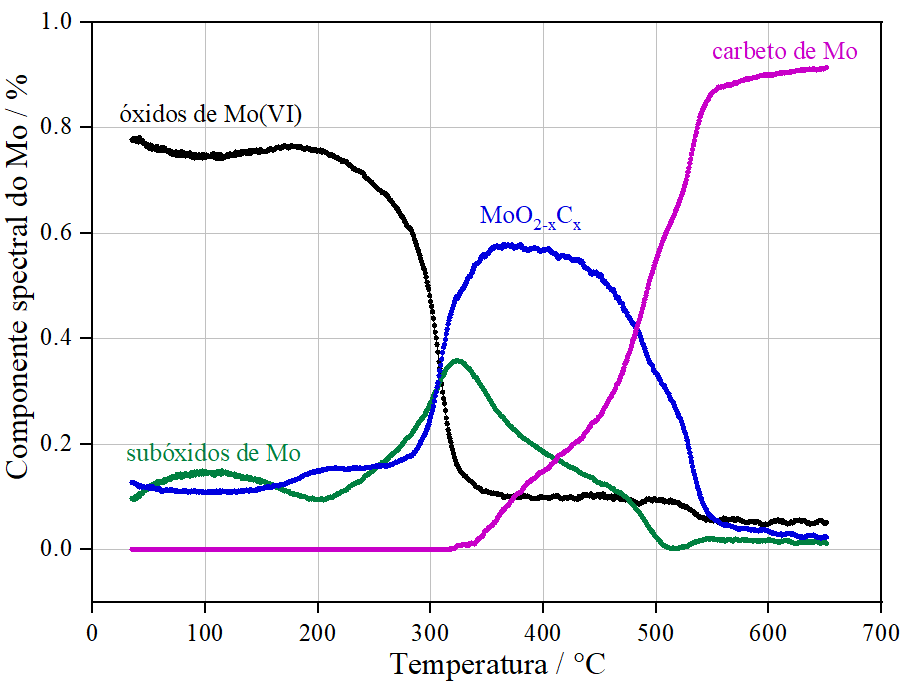 1.0
carbeto de Mo
óxidos de Mo(VI)
0.8
MoO2-xCx
0.6
0.4
subóxidos de Mo
0.2
0.0
Componente spectral do Mo / %
0 100 200 300 400 500 600 700
Temperatura / °C